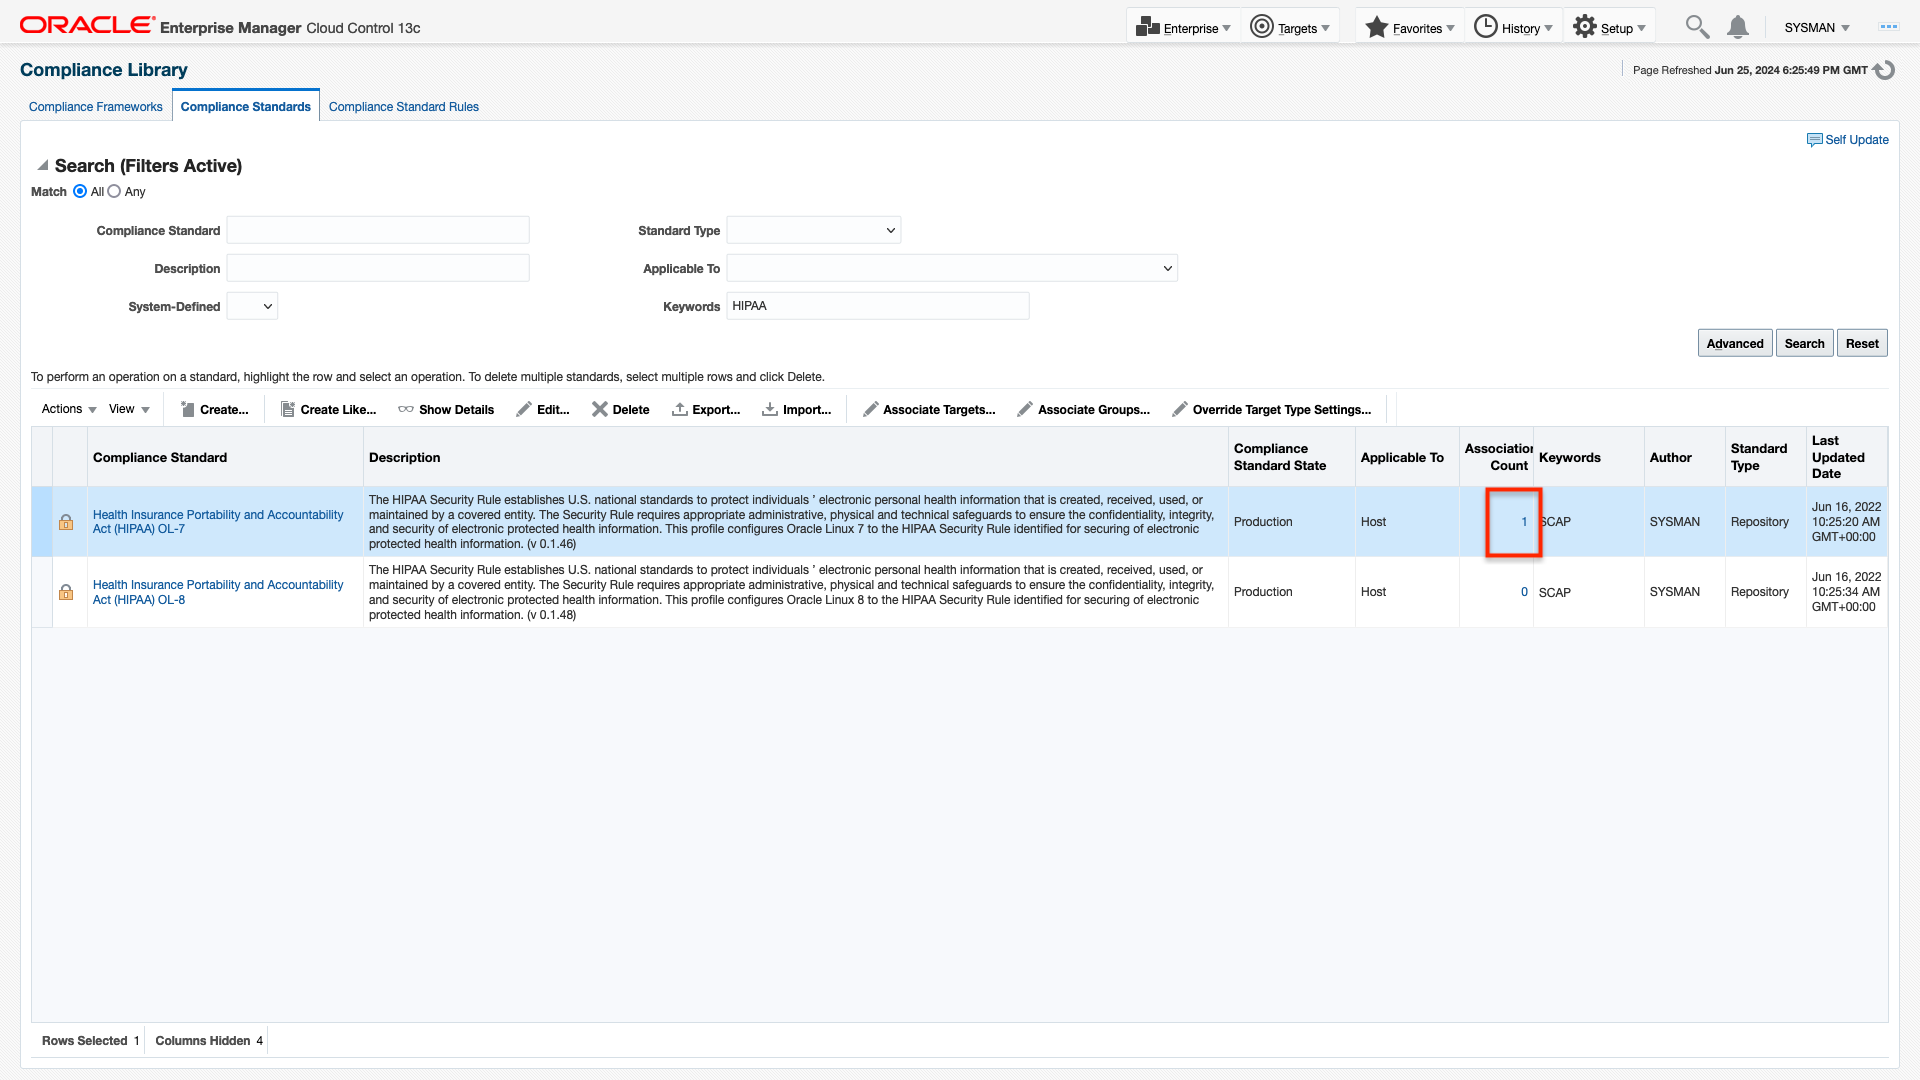 ORACLE Enterprise Manager Cloud Control 13c
Enterprise
Targets
Favorites
History
Setup
SYSMAN
Compliance Library
Page Refreshed Jun 25, 2024 6:25:49 PM GMT
Compliance Frameworks
Compliance Standards
Compliance Standard Rules
Self Update
Search (Filters Active)
Match All Any
Compliance Standard
Standard Type
Description
Applicable To
System-Defined
Keywords HIPAA
Advanced
Search
Reset
To perform an operation on a standard, highlight the row and select an operation. To delete multiple standards, select multiple rows and click Delete.
Actions
View
Create...
Create Like...
Show Details
Edit...
Delete
Export...
Import...
Associate Targets...
Associate Groups...
Override Target Type Settings...
Compliance Standard
Description
Compliance
Standard State
Applicable To
Association
Count
Keywords
Author
Standard
Type
Last
Updated
Date
Health Insurance Portability and Accountability
Act (HIPAA) OL-7
The HIPAA Security Rule establishes U.S. national standards to protect individuals ’ electronic personal health information that is created, received, used, or
maintained by a covered entity. The Security Rule requires appropriate administrative, physical and technical safeguards to ensure the confidentiality, integrity,
and security of electronic protected health information. This profile configures Oracle Linux 7 to the HIPAA Security Rule identified for securing of electronic
protected health information. (v 0.1.46)
Production
Host
1
SCAP
SYSMAN
Repository
Jun 16, 2022
10:25:20 AM
GMT+00:00
Health Insurance Portability and Accountability
Act (HIPAA) OL-8
The HIPAA Security Rule establishes U.S. national standards to protect individuals ’ electronic personal health information that is created, received, used, or
maintained by a covered entity. The Security Rule requires appropriate administrative, physical and technical safeguards to ensure the confidentiality, integrity,
and security of electronic protected health information. This profile configures Oracle Linux 8 to the HIPAA Security Rule identified for securing of electronic
protected health information. (v 0.1.48)
Production
Host
0
SCAP
SYSMAN
Repository
Jun 16, 2022
10:25:34 AM
GMT+00:00
Rows Selected 1
Columns Hidden 4